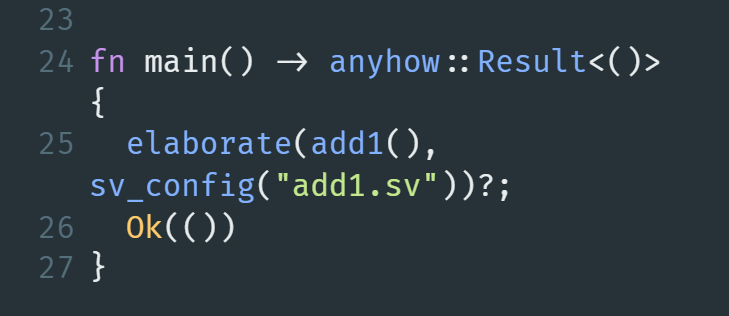 23
24 fn main() -> anyhow::Result<()>
{
25   elaborate(add1(),
sv_config("add1.sv"))?;
26   Ok(())
27 }